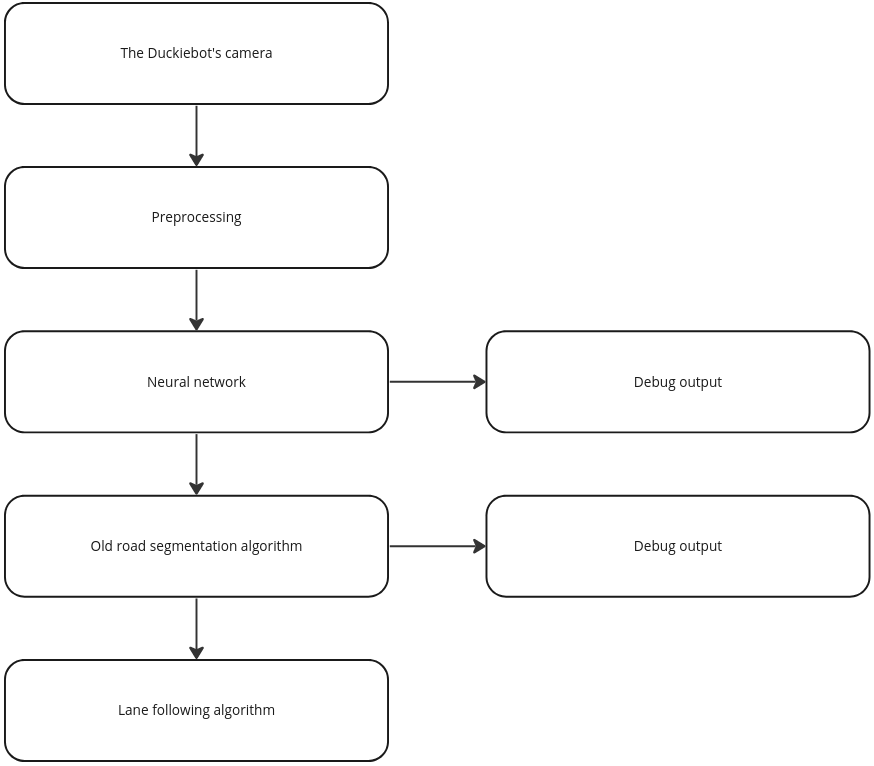 The Duckiebot's camera
Preprocessing
Neural network
Debug output
Old road segmentation algorithm
Debug output
Lane following algorithm